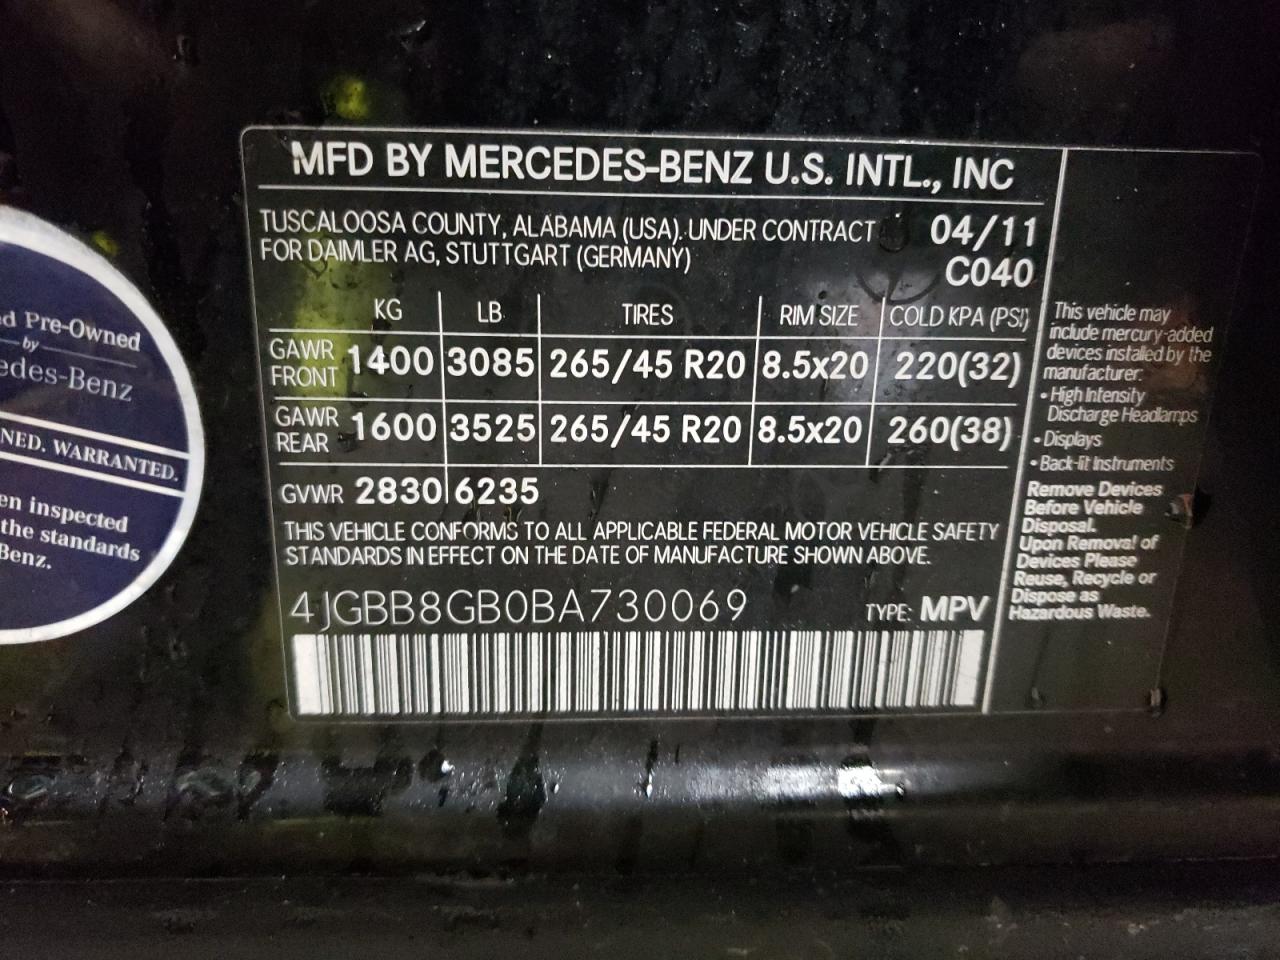 MFD BY MERCEDES-BENZ U.S. INTL., INC
TUSCALOOSA COUNTY, ALABAMA (USA). UNDER CONTRACT
FOR DAIMLER AG, STUTTGART (GERMANY)
04/11
C040
KG LB TIRES RIM SIZE COLD KPA (PSI)
GAWR
FRONT 1400 3085 265/45 R20 8.5x20 220(32)
GAWR
REAR 1600 3525 265/45 R20 8.5x20 260(38)
GVWR 2830 6235
THIS VEHICLE CONFORMS TO ALL APPLICABLE FEDERAL MOTOR VEHICLE SAFETY
STANDARDS IN EFFECT ON THE DATE OF MANUFACTURE SHOWN ABOVE.
4JGBB8GB0BA730069 TYPE: MPV
This vehicle may
include mercury-added
devices installed by the
manufacturer:
• High Intensity
Discharge Headlamps
• Displays
• Back-lit Instruments
Remove Devices
Before Vehicle
Disposal.
Upon Removal of
Devices Please
Reuse, Recycle or
Dispose as
Hazardous Waste.
Pre-Owned
by
-Benz
WARRANTED.
inspected
the standards
Benz.